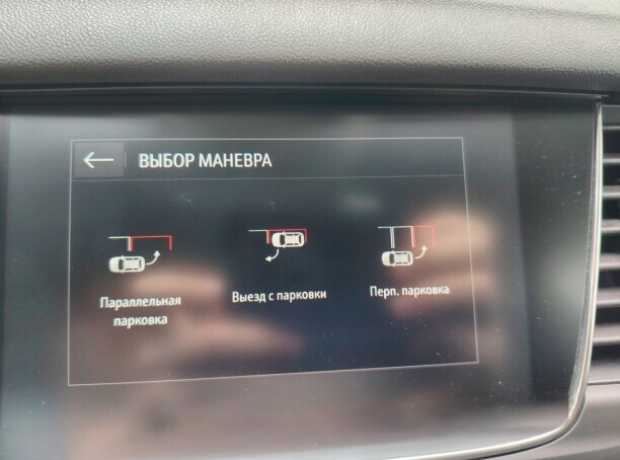 ВЫБОР МАНЕВРА
Параллельная
парковка
Выезд с парковки
Перп. парковка